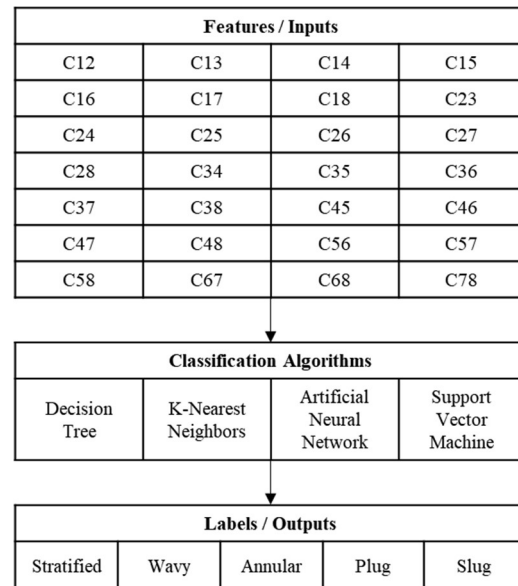 Features / Inputs
C12 C13 C14 C15
C16 C17 C18 C23
C24 C25 C26 C27
C28 C34 C35 C36
C37 C38 C45 C46
C47 C48 C56 C57
C58 C67 C68 C78
Classification Algorithms
Decision
Tree
K-Nearest
Neighbors
Artificial
Neural
Network
Support
Vector
Machine
Labels / Outputs
Stratified Wavy Annular Plug Slug